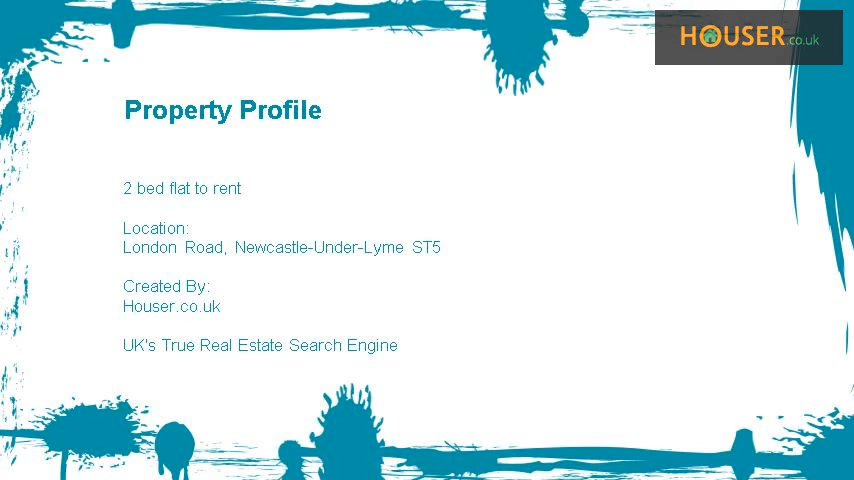 HOUSER.co.uk
Property Profile
2 bed flat to rent
Location:
London Road, Newcastle-Under-Lyme ST5
Created By:
Houser.co.uk
UK's True Real Estate Search Engine